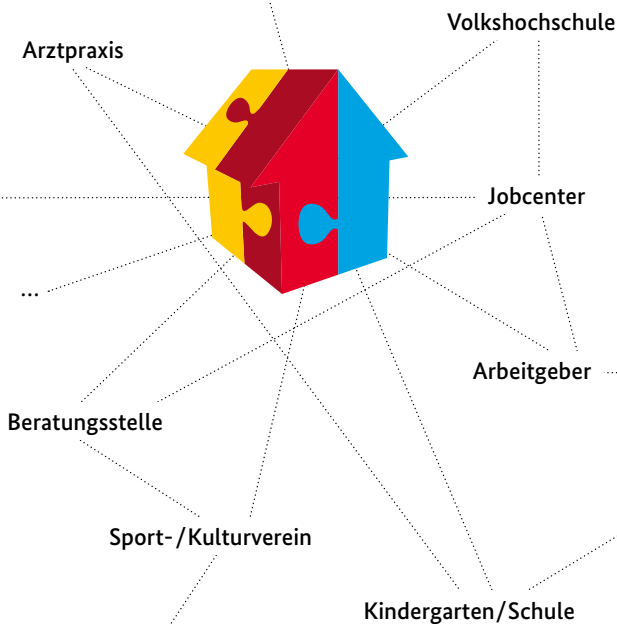 Volkshochschule
Arztpraxis
Jobcenter
...
Arbeitgeber
Beratungsstelle
Sport-/Kulturverein
Kindergarten/Schule